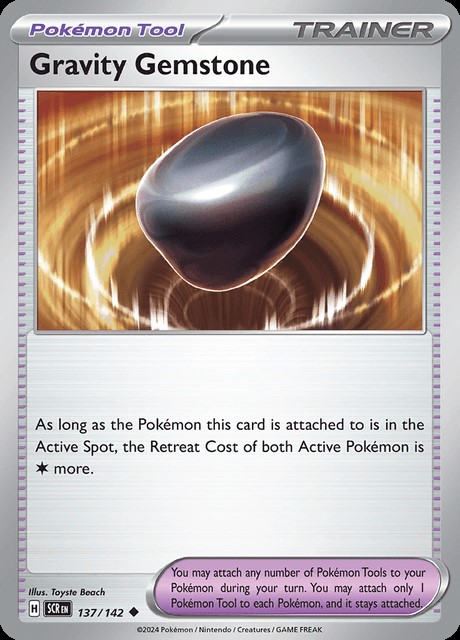 Pokémon Tool
TRAINER
Gravity Gemstone
As long as the Pokémon this card is attached to is in the
Active Spot, the Retreat Cost of both Active Pokémon is
more.
You may attach any number of Pokémon Tools to your
Pokémon during your turn. You may attach only 1
Pokémon Tool to each Pokémon, and it stays attached.
Illus. Toyste Beach
H SCR EN 137/142
©2024 Pokémon / Nintendo / Creatures / GAME FREAK